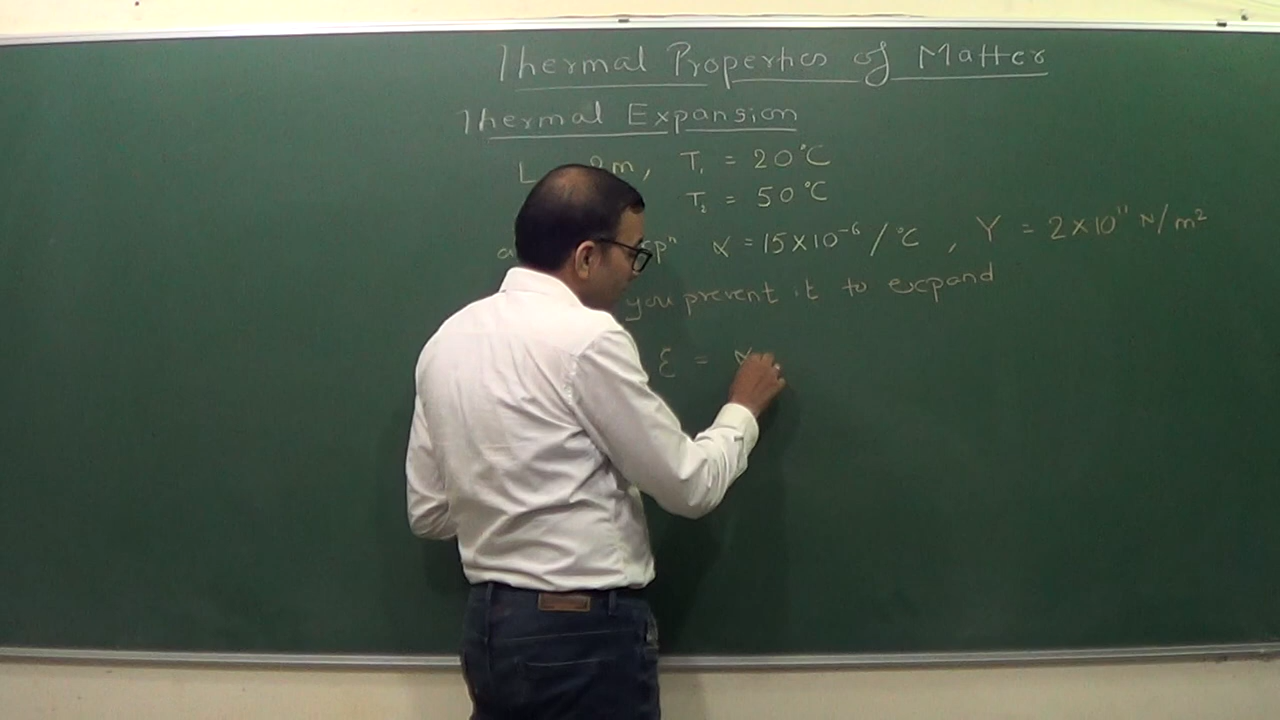 Thermal Properties of Matter
Thermal Expansion
L m, T₁ = 20°C
T₂ = 50°C
α = 15×10⁻⁶ /°C , Y = 2×10¹¹ N/m²
you prevent it to expand
ε = α